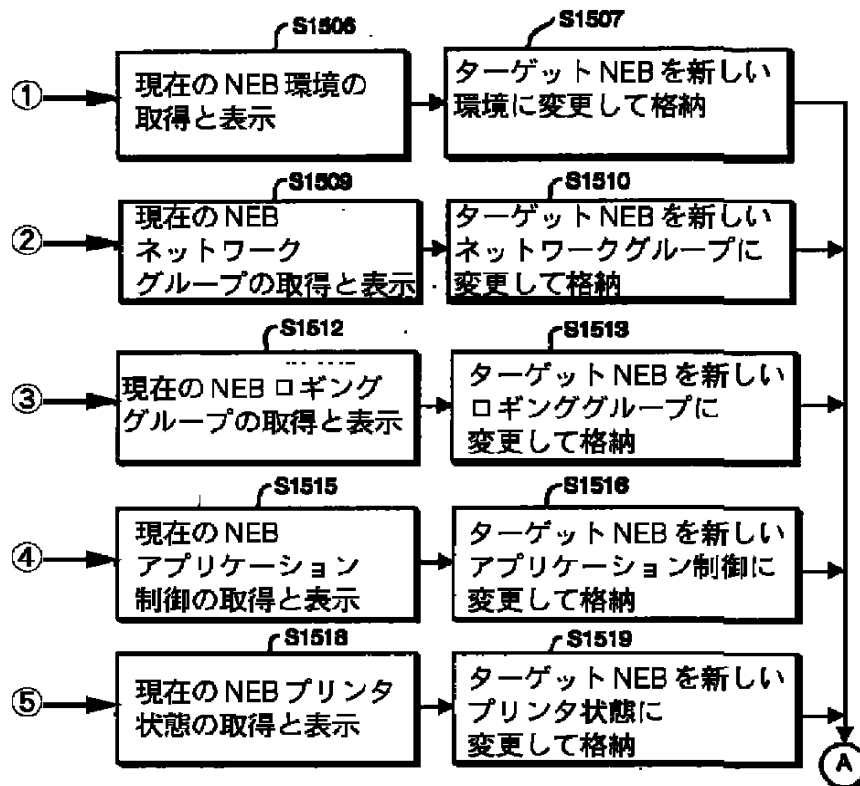 S1506
S1507
①
現在の NEB 環境の
取得と表示
ターゲット NEB を新しい
環境に変更して格納
S1509
S1510
②
現在の NEB
ネットワーク
グループの取得と表示
ターゲット NEB を新しい
ネットワークグループに
変更して格納
S1512
S1513
③
現在の NEB ロギング
グループの取得と表示
ターゲット NEB を新しい
ロギンググループに
変更して格納
S1515
S1516
④
現在の NEB
アプリケーション
制御の取得と表示
ターゲット NEB を新しい
アプリケーション制御に
変更して格納
S1518
S1519
⑤
現在の NEB プリンタ
状態の取得と表示
ターゲット NEB を新しい
プリンタ状態に
変更して格納
A